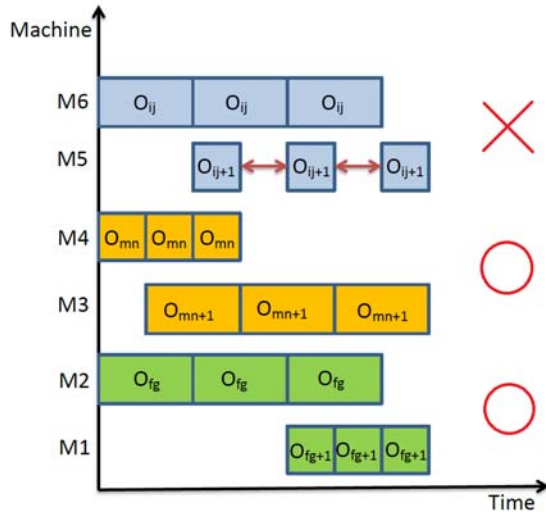 Machine
M6 Oij Oij Oij
M5 Oij+1 Oij+1 Oij+1
M4 Omn Omn Omn
M3 Omn+1 Omn+1 Omn+1
M2 Ofg Ofg Ofg
M1 Ofg+1 Ofg+1 Ofg+1
Time